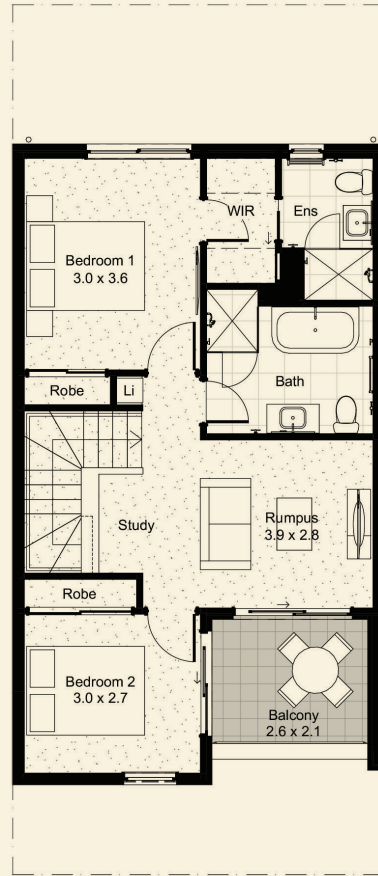 WIR
Ens
Bedroom 1
3.0 x 3.6
Bath
Robe
Li
Study
Rumpus
3.9 x 2.8
Robe
Bedroom 2
3.0 x 2.7
Balcony
2.6 x 2.1